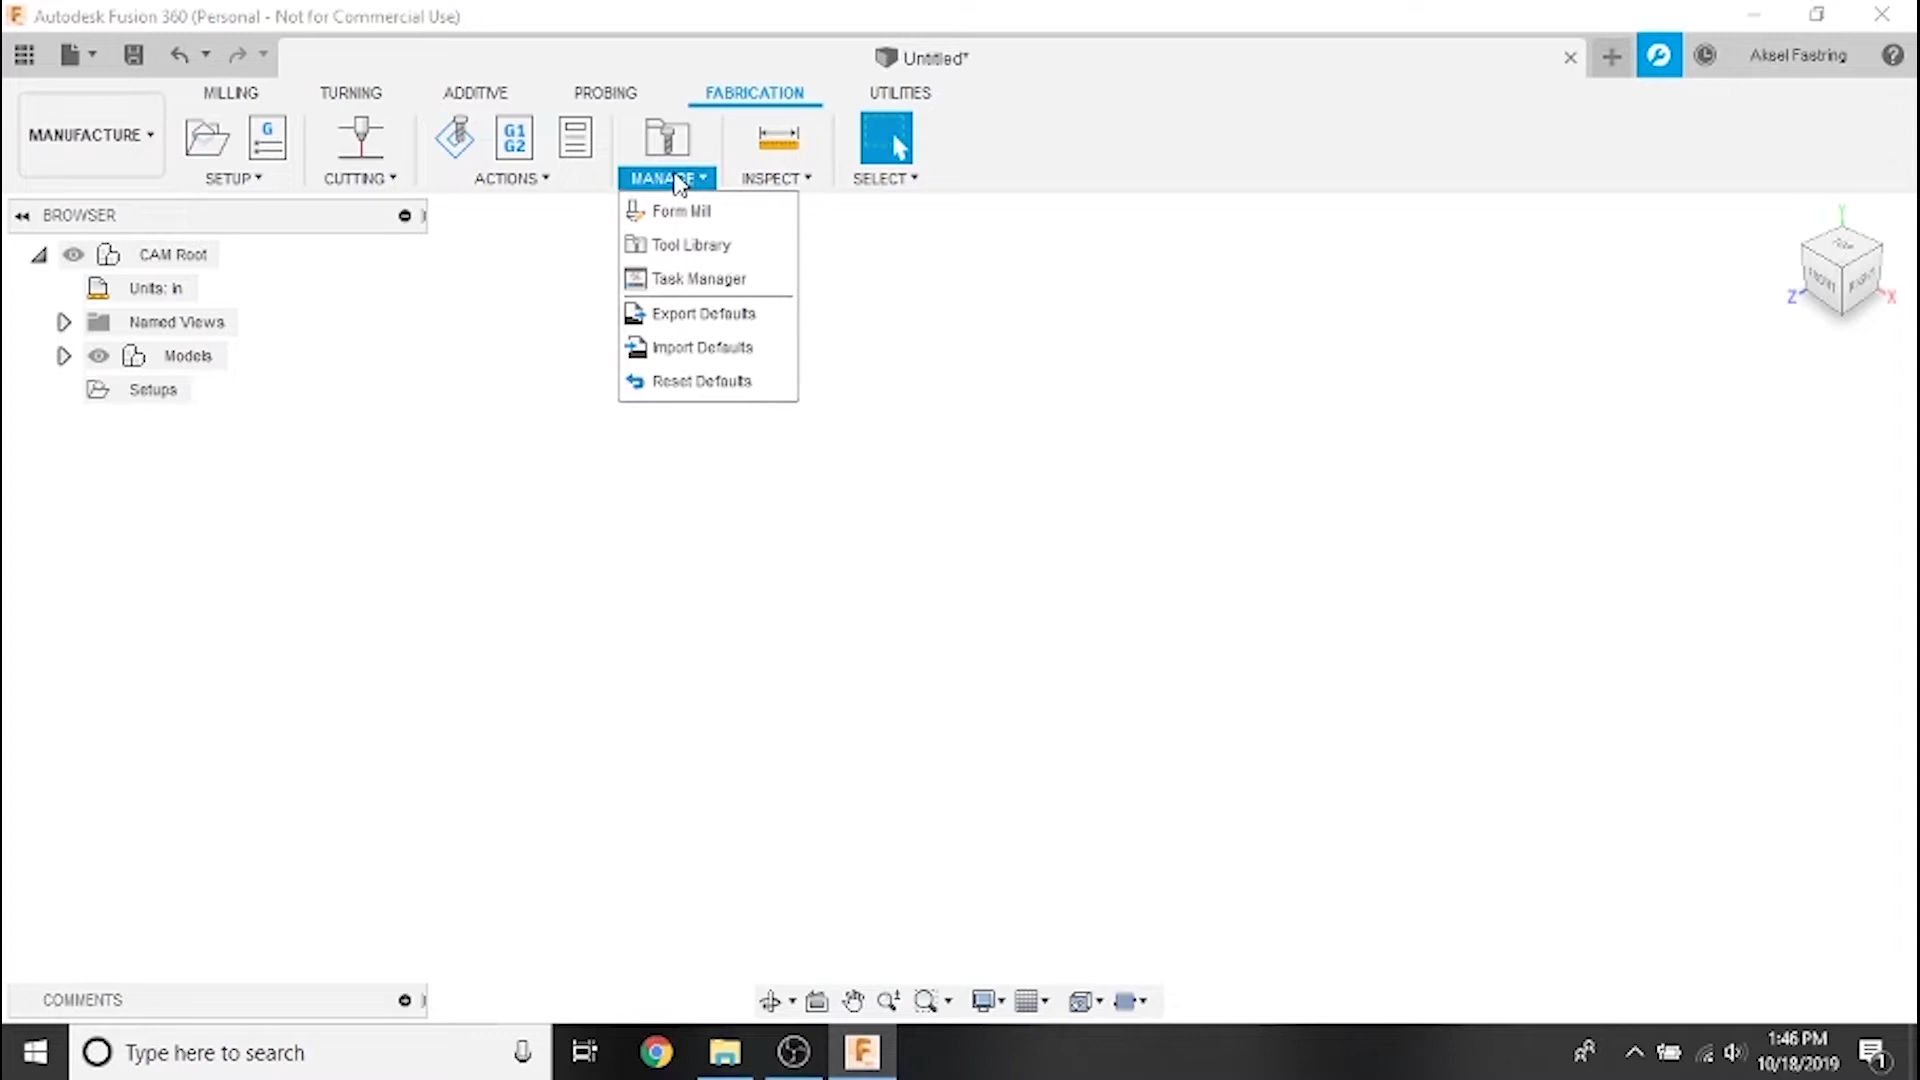 Autodesk Fusion 360 (Personal - Not for Commercial Use)
Untitled*
Aksel Fastring
MILLING TURNING ADDITIVE PROBING FABRICATION UTILITIES
MANUFACTURE
G
G1
G2
SETUP CUTTING ACTIONS MANAGE INSPECT SELECT
BROWSER
CAM Root
Units: in
Named Views
Models
Setups
Form Mill
Tool Library
Task Manager
Export Defaults
Import Defaults
Reset Defaults
Y
FRONT RIGHT
Z X
COMMENTS
Type here to search
1:46 PM
10/18/2019
1